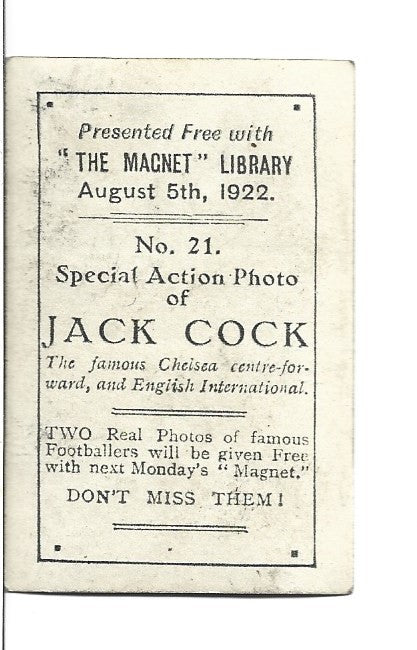 Presented Free with
"THE MAGNET" LIBRARY
August 5th, 1922.
No. 21.
Special Action Photo
of
JACK COCK
The famous Chelsea centre-for-
ward, and English International.
TWO Real Photos of famous
Footballers will be given Free
with next Monday's "Magnet."
DON'T MISS THEM!